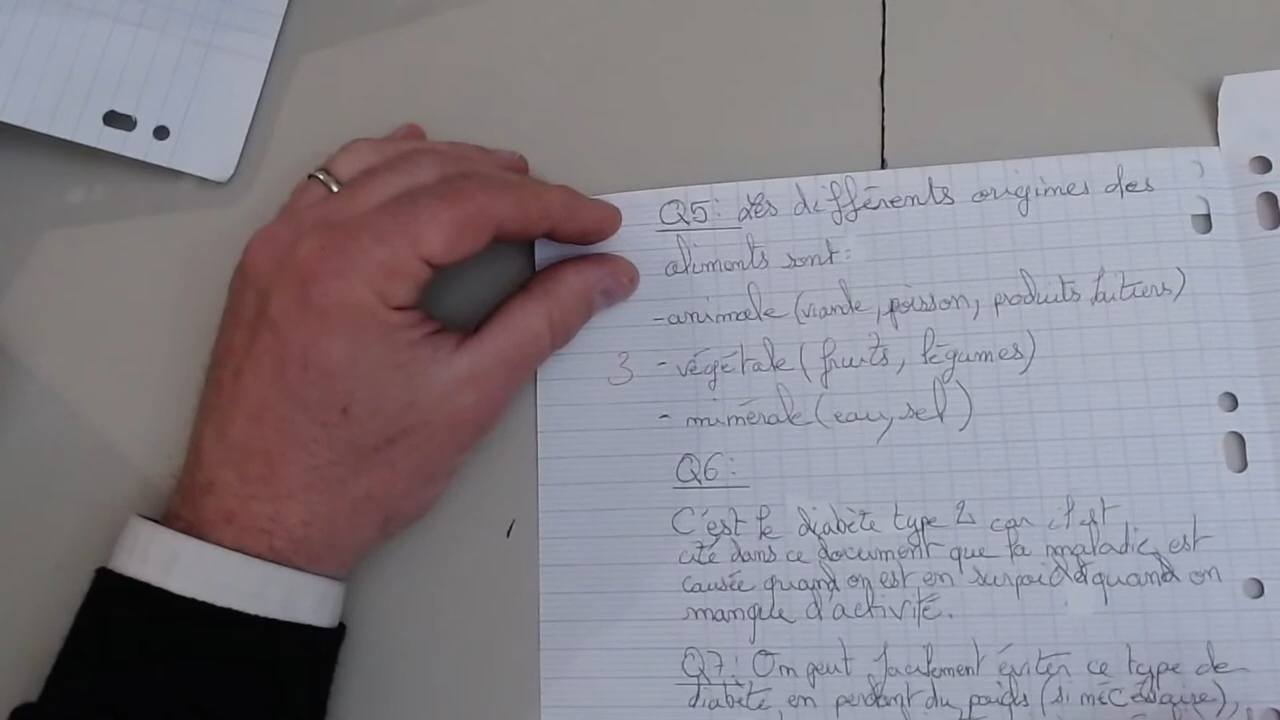 Q5: Les différents origines des
aliments sont:
- animale (viande, poisson, produits laitiers)
3 - végétale (fruits, légumes)
- minérale (eau, sel)
Q6:
C'est le diabète type 2 car il est
cité dans ce document que la maladie est
causée quand on est en surpoid et quand on
manque d'activité.
Q7: On peut facilement éviter ce type de
diabète en perdant du poids (si nécessaire),